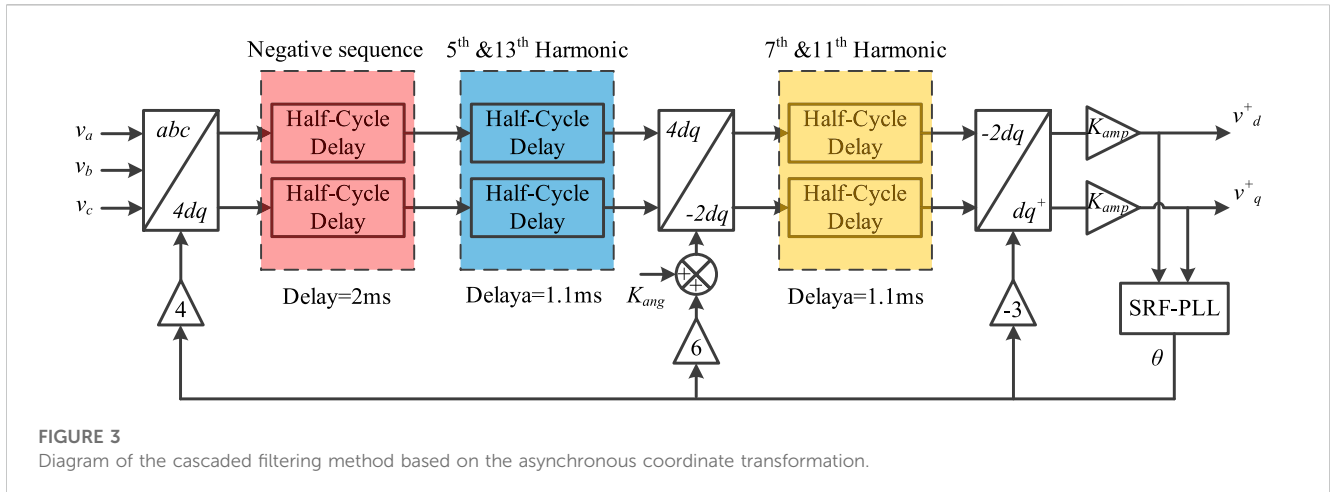 Negative sequence
5th &13th Harmonic
7th &11th Harmonic
va
vb
vc
abc
4dq
Half-Cycle
Delay
Half-Cycle
Delay
Half-Cycle
Delay
Half-Cycle
Delay
4dq
-2dq
Half-Cycle
Delay
Half-Cycle
Delay
-2dq
dq+
Kamp
Kamp
v+d
v+q
Delay=2ms
Delaya=1.1ms
Kang
+
+
Delaya=1.1ms
4
6
-3
SRF-PLL
θ
FIGURE 3
Diagram of the cascaded filtering method based on the asynchronous coordinate transformation.